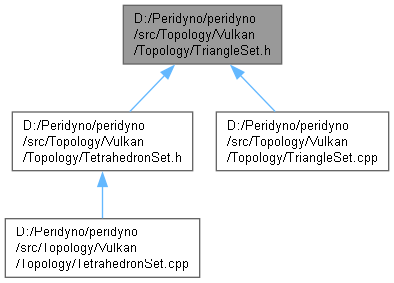 D:/Peridyno/peridyno
/src/Topology/Vulkan
/Topology/TriangleSet.h
D:/Peridyno/peridyno
/src/Topology/Vulkan
/Topology/TetrahedronSet.h
D:/Peridyno/peridyno
/src/Topology/Vulkan
/Topology/TriangleSet.cpp
D:/Peridyno/peridyno
/src/Topology/Vulkan
/Topology/TetrahedronSet.cpp